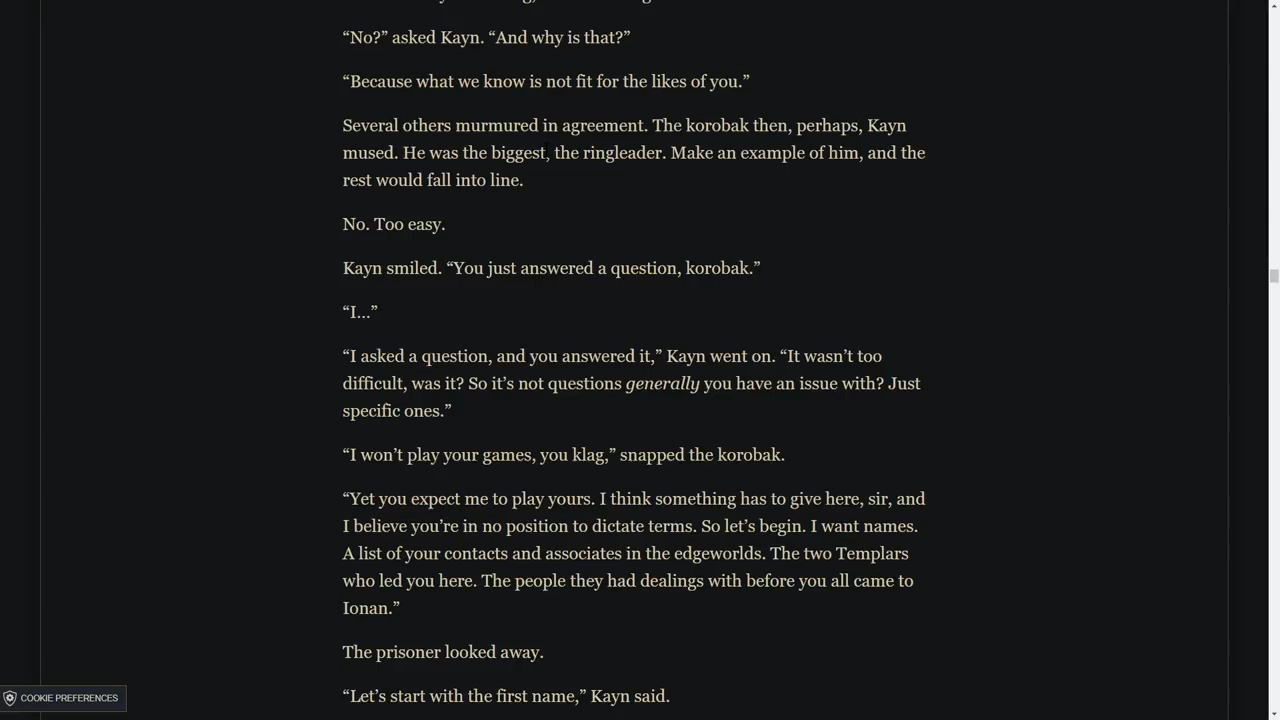 “No?” asked Kayn. “And why is that?”
“Because what we know is not fit for the likes of you.”
Several others murmured in agreement. The korobak then, perhaps, Kayn
mused. He was the biggest, the ringleader. Make an example of him, and the
rest would fall into line.
No. Too easy.
Kayn smiled. “You just answered a question, korobak.”
“I…”
“I asked a question, and you answered it,” Kayn went on. “It wasn’t too
difficult, was it? So it’s not questions generally you have an issue with? Just
specific ones.”
“I won’t play your games, you klag,” snapped the korobak.
“Yet you expect me to play yours. I think something has to give here, sir, and
I believe you’re in no position to dictate terms. So let’s begin. I want names.
A list of your contacts and associates in the edgeworlds. The two Templars
who led you here. The people they had dealings with before you all came to
Ionan.”
The prisoner looked away.
“Let’s start with the first name,” Kayn said.
COOKIE PREFERENCES